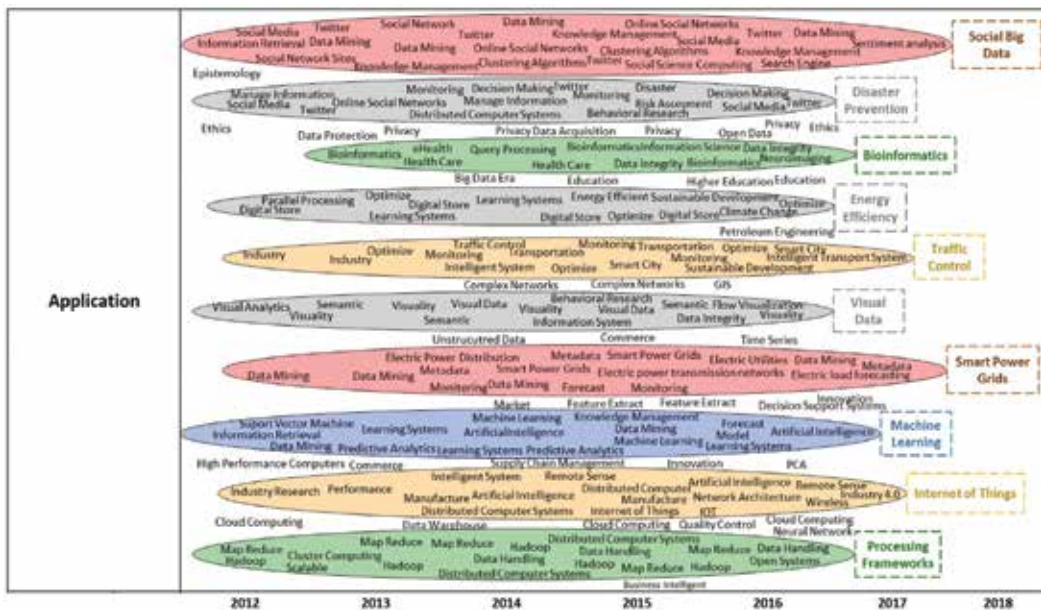 Social Media Twitter Social Network Data Mining Online Social Networks
Information Retrieval Data Mining Twitter Knowledge Management Social Media Twitter Data Mining
Data Mining Online Social Networks Clustering Algorithms Knowledge Management Sentiment analysis
Social Network Sites Knowledge Management Clustering Algorithms Twitter Social Science Computing Search Engine
Social Big
Data
Epistemology
Manage Information Monitoring Decision Making Twitter Disaster Decision Making
Social Media Twitter Online Social Networks Manage Information Monitoring Risk Assesment Social Media Twitter
Distributed Computer Systems Behavioral Research
Disaster
Prevention
Ethics Data Protection Privacy Privacy Data Acquisition Privacy Open Data Privacy Ethics
Bioinformatics eHealth Query Processing Bioinformatics Information Science Data Integrity
Health Care Health Care Data Integrity Bioinformatics Neuroimaging
Bioinformatics
Big Data Era Education Higher Education Education
Parallel Processing Optimize Learning Systems Energy Efficient Sustainable Development Optimize
Digital Store Learning Systems Digital Store Digital Store Optimize Digital Store Climate Change
Energy
Efficiency
Petroleum Engineering
Industry Optimize Traffic Control Transportation Monitoring Transportation Optimize Smart City
Industry Monitoring Intelligent System Optimize Smart City Monitoring Sustainable Development Intelligent Transport System
Traffic
Control
Complex Networks Complex Networks GIS
Application
Visual Analytics Semantic Visuality Visual Data Behavioral Research Semantic Flow Visualization
Visuality Semantic Visuality Information System Visual Data Data Integrity Visuality
Visual
Data
Unstrucutred Data Commerce Time Series
Electric Power Distribution Metadata Smart Power Grids Electric Utilities Data Mining
Data Mining Data Mining Metadata Smart Power Grids Electric power transmission networks Electric load forecasting Metadata
Monitoring Data Mining Forecast Monitoring
Smart Power
Grids
Market Feature Extract Feature Extract Decision Support Systems Innovation
Suport Vector Machine Learning Systems Machine Learning Knowledge Management Forecast
Information Retrieval ArtificialIntelligence Data Mining Model Artificial Intelligence
Data Mining Predictive Analytics Learning Systems Predictive Analytics Machine Learning Learning Systems
Machine
Learning
High Performance Computers Commerce Supply Chain Management Innovation PCA
Industry Research Performance Intelligent System Remote Sense Distributed Computer Artificial Intelligence Remote Sense
Manufacture Artificial Intelligence Manufacture Network Architecture Wireless Industry 4.0
Distributed Computer Systems Internet of Things IOT
Internet of Things
Cloud Computing Data Warehouse Cloud Computing Quality Control Cloud Computing
Neural Network
Map Reduce Cluster Computing Map Reduce Map Reduce Hadoop Distributed Computer Systems Data Handling Map Reduce Data Handling
Hadoop Scalable Hadoop Data Handling Hadoop Map Reduce Hadoop Open Systems
Distributed Computer Systems
Processing
Frameworks
Business Intelligent
2012 2013 2014 2015 2016 2017 2018